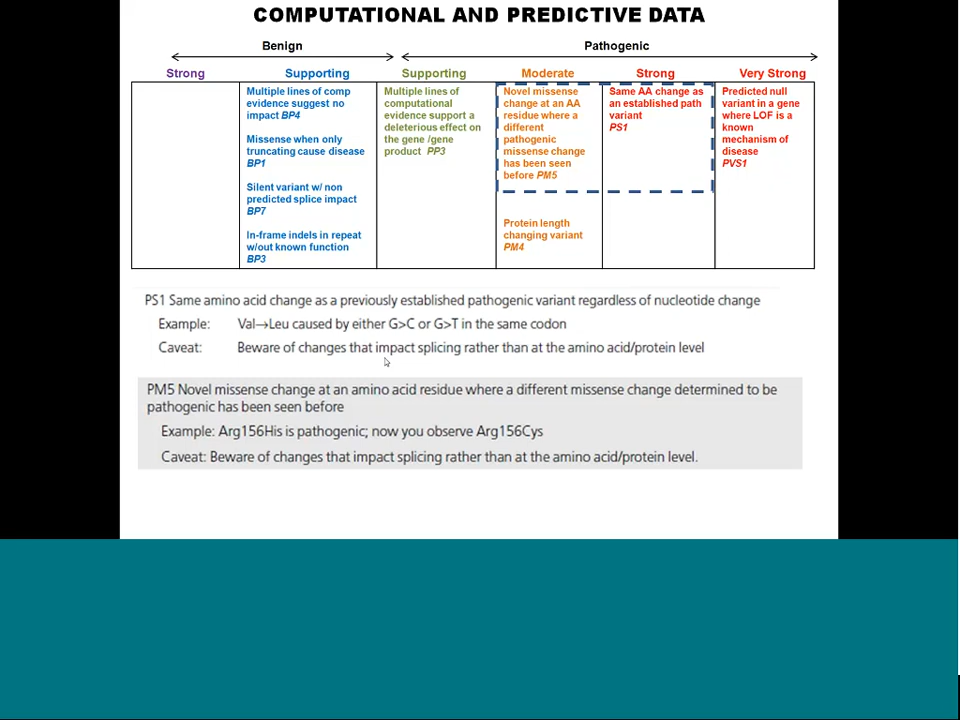 COMPUTATIONAL AND PREDICTIVE DATA
Benign
Pathogenic
Strong
Supporting
Supporting
Moderate
Strong
Very Strong
Multiple lines of comp
evidence suggest no
impact BP4
Missense when only
truncating cause disease
BP1
Silent variant w/ non
predicted splice impact
BP7
In-frame indels in repeat
w/out known function
BP3
Multiple lines of
computational
evidence support a
deleterious effect on
the gene /gene
product PP3
Novel missense
change at an AA
residue where a
different
pathogenic
missense change
has been seen
before PM5
Protein length
changing variant
PM4
Same AA change as
an established path
variant
PS1
Predicted null
variant in a gene
where LOF is a
known
mechanism of
disease
PVS1
PS1 Same amino acid change as a previously established pathogenic variant regardless of nucleotide change
Example: Val→Leu caused by either G>C or G>T in the same codon
Caveat: Beware of changes that impact splicing rather than at the amino acid/protein level
PM5 Novel missense change at an amino acid residue where a different missense change determined to be
pathogenic has been seen before
Example: Arg156His is pathogenic; now you observe Arg156Cys
Caveat: Beware of changes that impact splicing rather than at the amino acid/protein level.